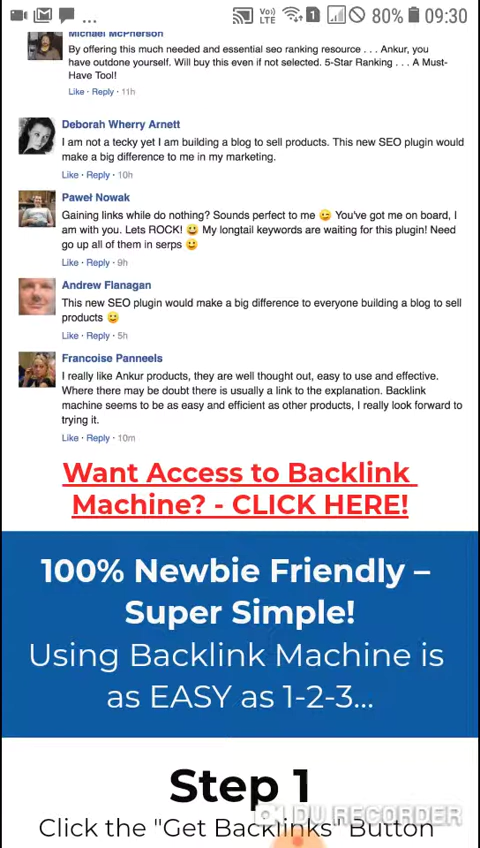 80% 09:30
Michael McPherson
By offering this much needed and essential seo ranking resource . . . Ankur, you
have outdone yourself. Will buy this even if not selected. 5-Star Ranking . . . A Must-
Have Tool!
Like · Reply · 11h
Deborah Wherry Arnett
I am not a tecky yet I am building a blog to sell products. This new SEO plugin would
make a big difference to me in my marketing.
Like · Reply · 10h
Paweł Nowak
Gaining links while do nothing? Sounds perfect to me 😉 You've got me on board, I
am with you. Lets ROCK! 😀 My longtail keywords are waiting for this plugin! Need
go up all of them in serps 😀
Like · Reply · 9h
Andrew Flanagan
This new SEO plugin would make a big difference to everyone building a blog to sell
products 🙂
Like · Reply · 5h
Francoise Panneels
I really like Ankur products, they are well thought out, easy to use and effective.
Where there may be doubt there is usually a link to the explanation. Backlink
machine seems to be as easy and efficient as other products, I really look forward to
trying it.
Like · Reply · 10m
Want Access to Backlink
Machine? - CLICK HERE!
100% Newbie Friendly –
Super Simple!
Using Backlink Machine is
as EASY as 1-2-3...
Step 1
DU RECORDER
Click the "Get Backlinks" Button